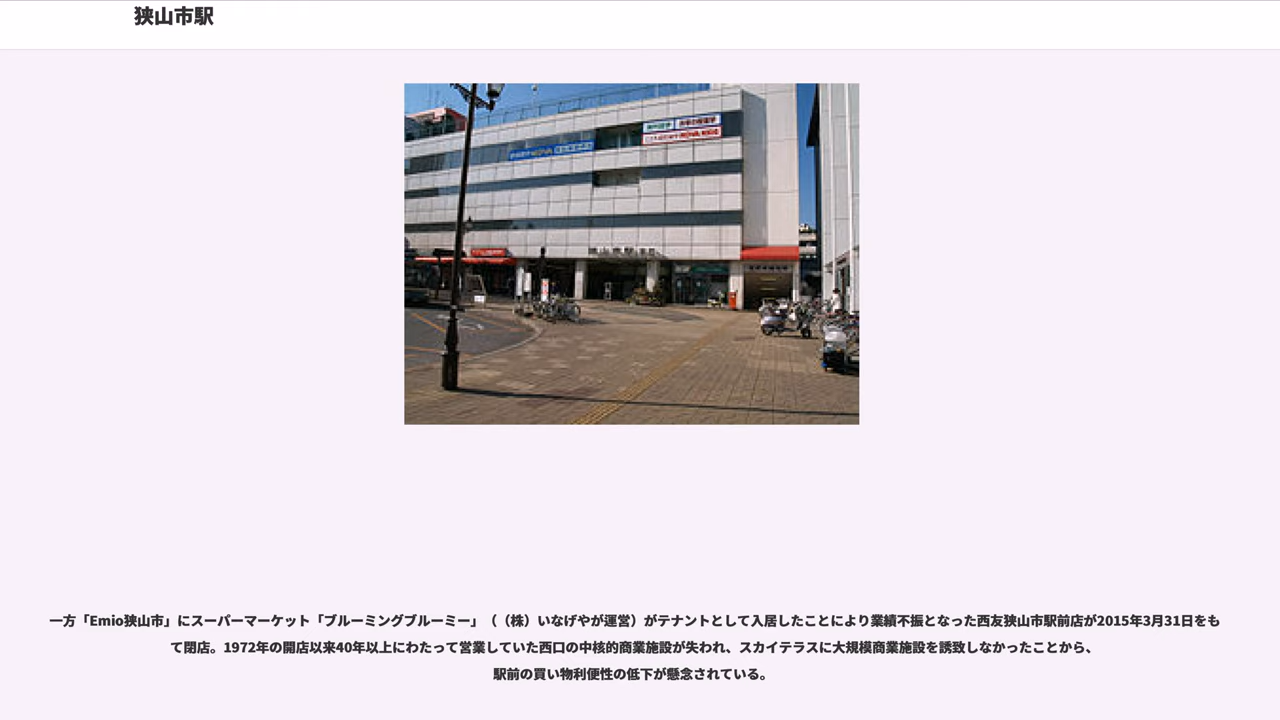 狭山市駅
一方「Emio狭山市」にスーパーマーケット「ブルーミングブルーミー」（（株）いなげやが運営）がテナントとして入居したことにより業績不振となった西友狭山市駅前店が2015年3月31日をも
て閉店。1972年の開店以来40年以上にわたって営業していた西口の中核的商業施設が失われ、スカイテラスに大規模商業施設を誘致しなかったことから、
駅前の買い物利便性の低下が懸念されている。